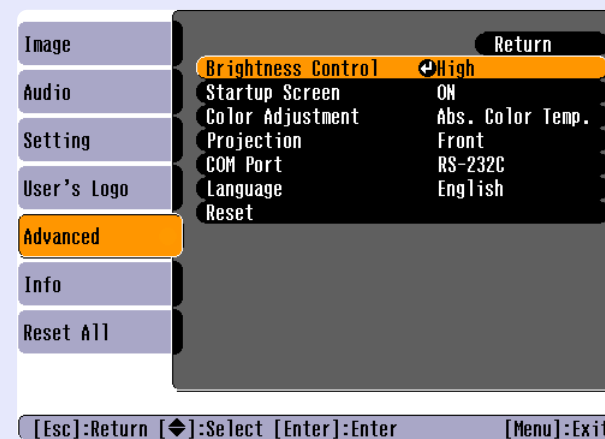 Image
Audio
Setting
User's Logo
Advanced
Info
Reset All
Return
Brightness Control High
Startup Screen ON
Color Adjustment Abs. Color Temp.
Projection Front
COM Port RS-232C
Language English
Reset
[Esc]:Return [◆]:Select [Enter]:Enter [Menu]:Exit